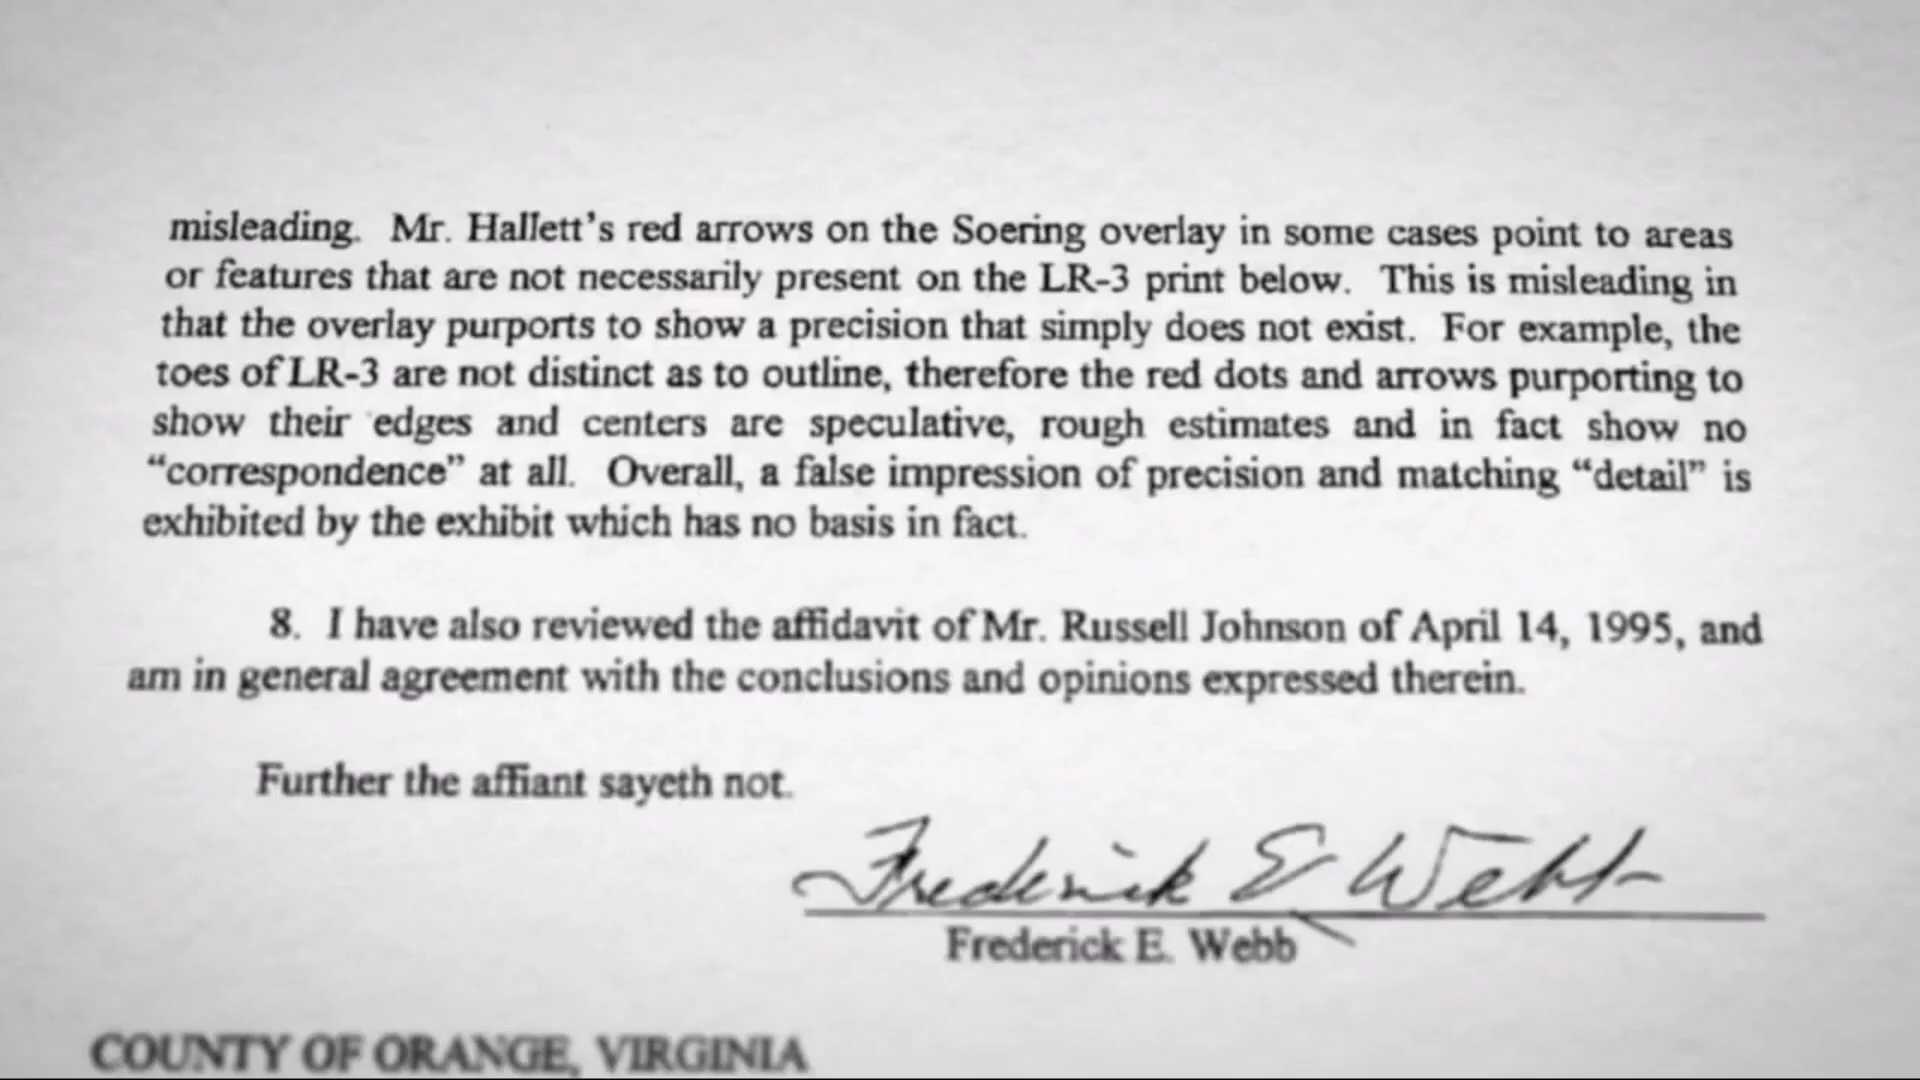 misleading. Mr. Hallett's red arrows on the Soering overlay in some cases point to areas
or features that are not necessarily present on the LR-3 print below. This is misleading in
that the overlay purports to show a precision that simply does not exist. For example, the
toes of LR-3 are not distinct as to outline, therefore the red dots and arrows purporting to
show their edges and centers are speculative, rough estimates and in fact show no
“correspondence” at all. Overall, a false impression of precision and matching “detail” is
exhibited by the exhibit which has no basis in fact.
8. I have also reviewed the affidavit of Mr. Russell Johnson of April 14, 1995, and
am in general agreement with the conclusions and opinions expressed therein.
Further the affiant sayeth not.
Frederick E Webb
Frederick E. Webb
COUNTY OF ORANGE, VIRGINIA